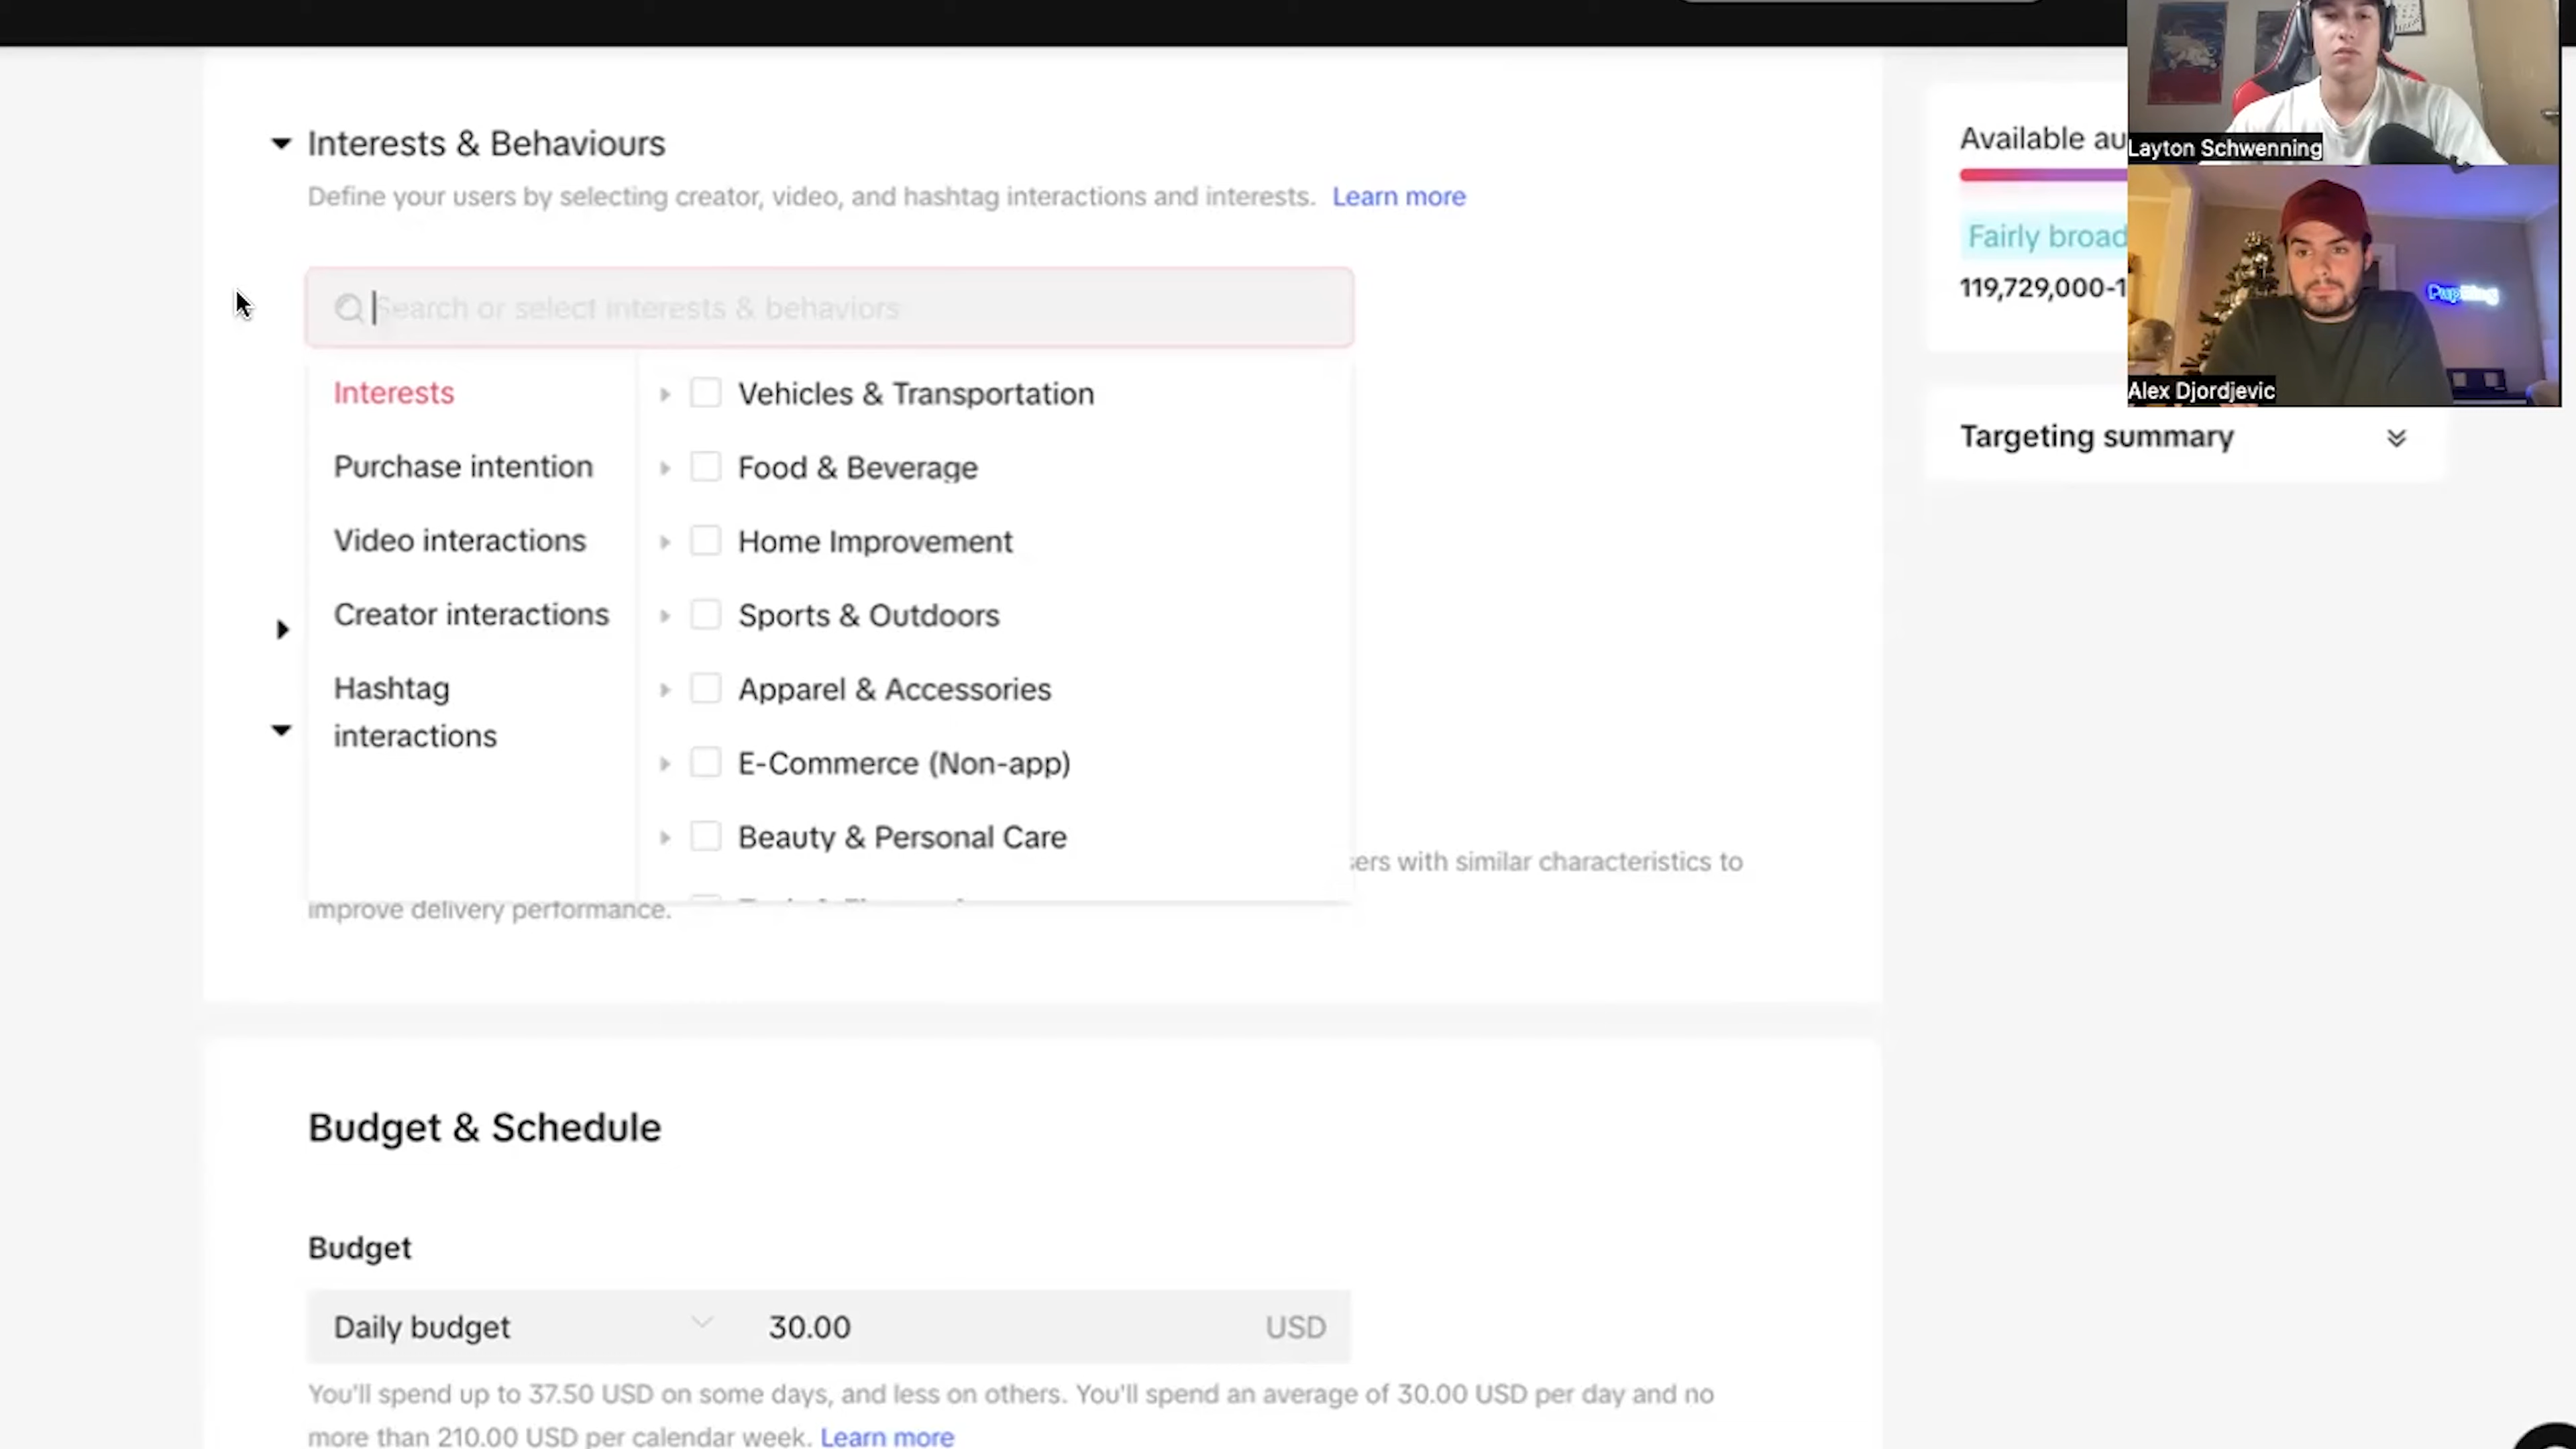 Interests & Behaviours
Define your users by selecting creator, video, and hashtag interactions and interests. Learn more
Search or select interests & behaviors
Interests
Purchase intention
Video interactions
Creator interactions
Hashtag
interactions
Vehicles & Transportation
Food & Beverage
Home Improvement
Sports & Outdoors
Apparel & Accessories
E-Commerce (Non-app)
Beauty & Personal Care
sers with similar characteristics to
improve delivery performance.
Budget & Schedule
Budget
Daily budget 30.00 USD
You'll spend up to 37.50 USD on some days, and less on others. You'll spend an average of 30.00 USD per day and no
more than 210.00 USD per calendar week. Learn more
Available au
Fairly broad
119,729,000-1
Targeting summary
Layton Schwenning
Alex Djordjevic